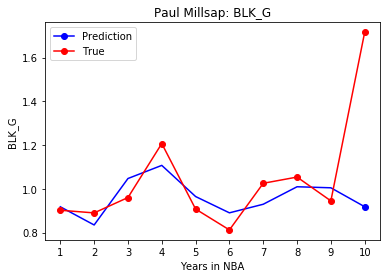 Paul Millsap: BLK_G
Prediction
True
BLK_G
1.6
1.4
1.2
1.0
0.8
1 2 3 4 5 6 7 8 9 10
Years in NBA